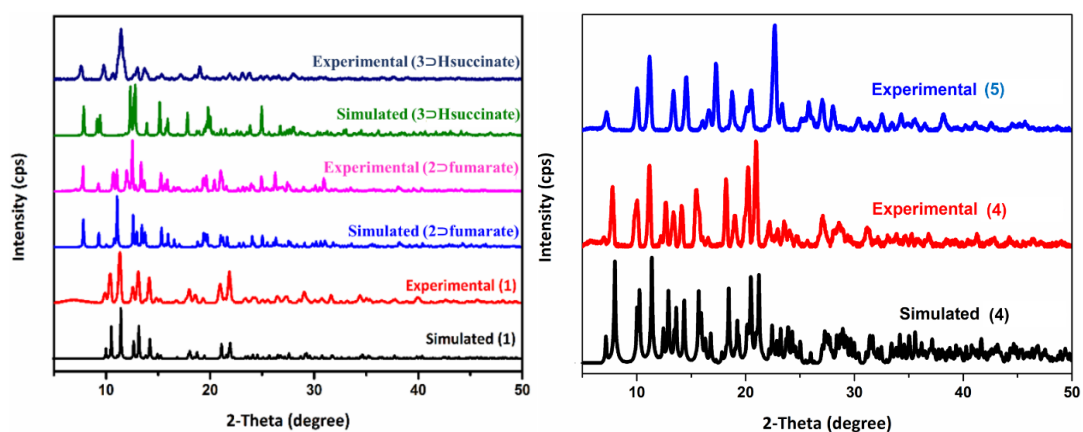 Experimental (3⊃Hsuccinate)
Simulated (3⊃Hsuccinate)
Experimental (2⊃fumarate)
Simulated (2⊃fumarate)
Experimental (1)
Simulated (1)
Intensity (cps)
10 20 30 40 50
2-Theta (degree)
Experimental (5)
Experimental (4)
Simulated (4)
Intensity (cps)
10 20 30 40 50
2-Theta (degree)